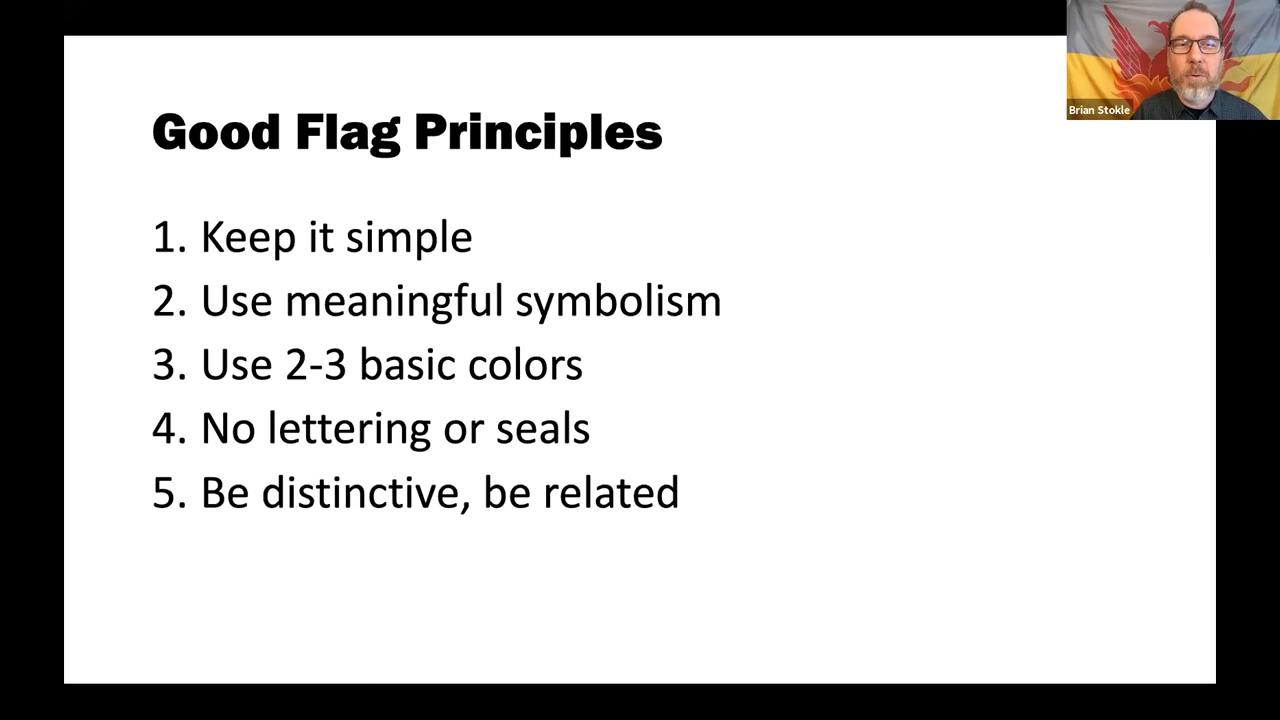 Brian Stokle
Good Flag Principles
1. Keep it simple
2. Use meaningful symbolism
3. Use 2-3 basic colors
4. No lettering or seals
5. Be distinctive, be related